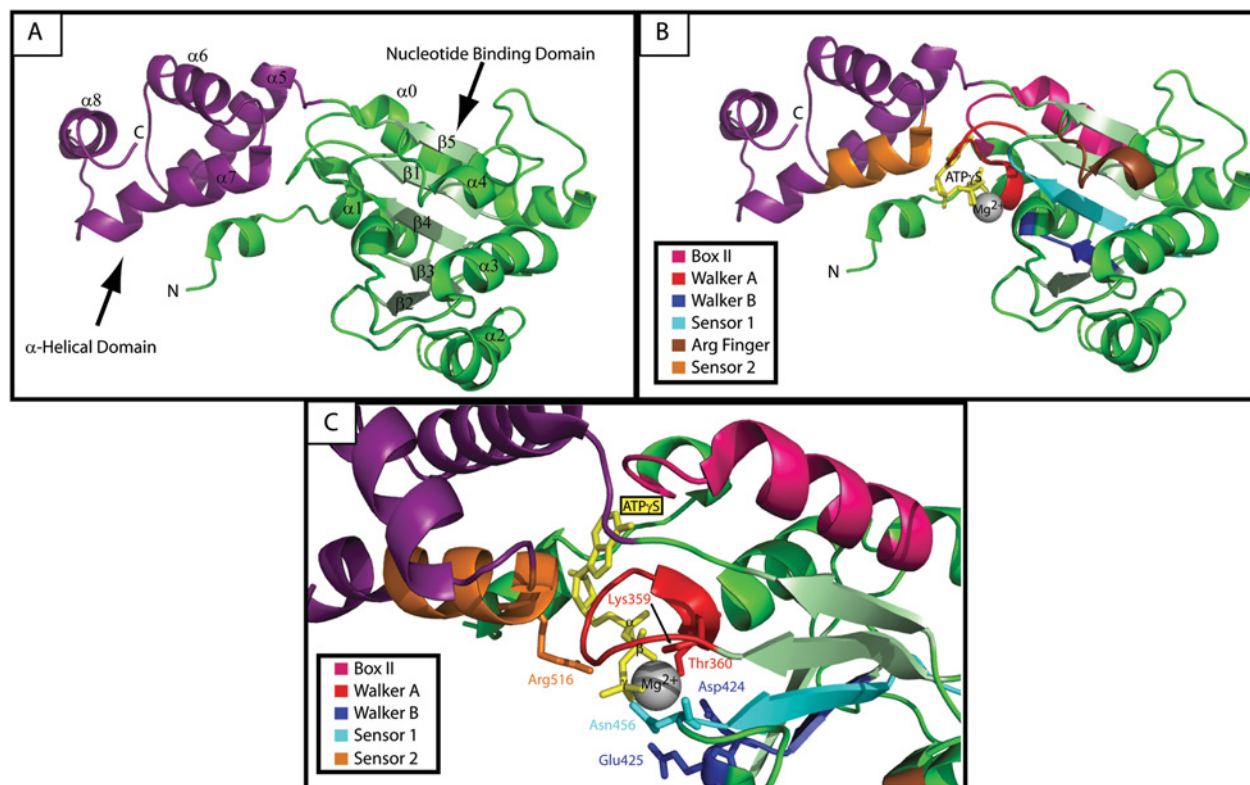 A
α6
α5
α8
C
α0
Nucleotide Binding Domain
β5
β1
α4
α7
α1
β4
α3
β3
N
β2
α2
α-Helical Domain
B
C
ATPγS
Mg2+
N
Box II
Walker A
Walker B
Sensor 1
Arg Finger
Sensor 2
C
ATPγS
Lys359
α
β
γ
Thr360
Arg516
Mg2+
Asp424
Asn456
Glu425
Box II
Walker A
Walker B
Sensor 1
Sensor 2